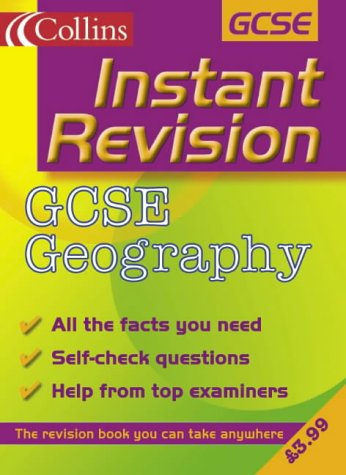 Collins
GCSE
Instant
Revision
GCSE
Geography
All the facts you need
Self-check questions
Help from top examiners
The revision book you can take anywhere
£3.99